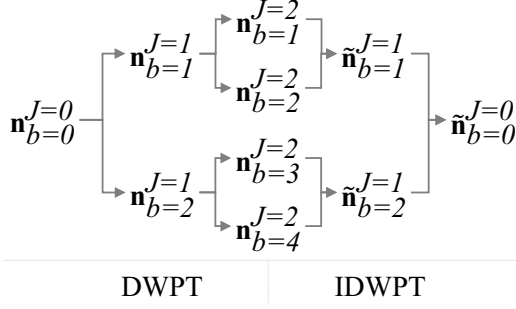 n^{J=0}_{b=0}
n^{J=1}_{b=1}
n^{J=1}_{b=2}
n^{J=2}_{b=1}
n^{J=2}_{b=2}
n^{J=2}_{b=3}
n^{J=2}_{b=4}
ñ^{J=1}_{b=1}
ñ^{J=1}_{b=2}
ñ^{J=0}_{b=0}
DWPT
IDWPT